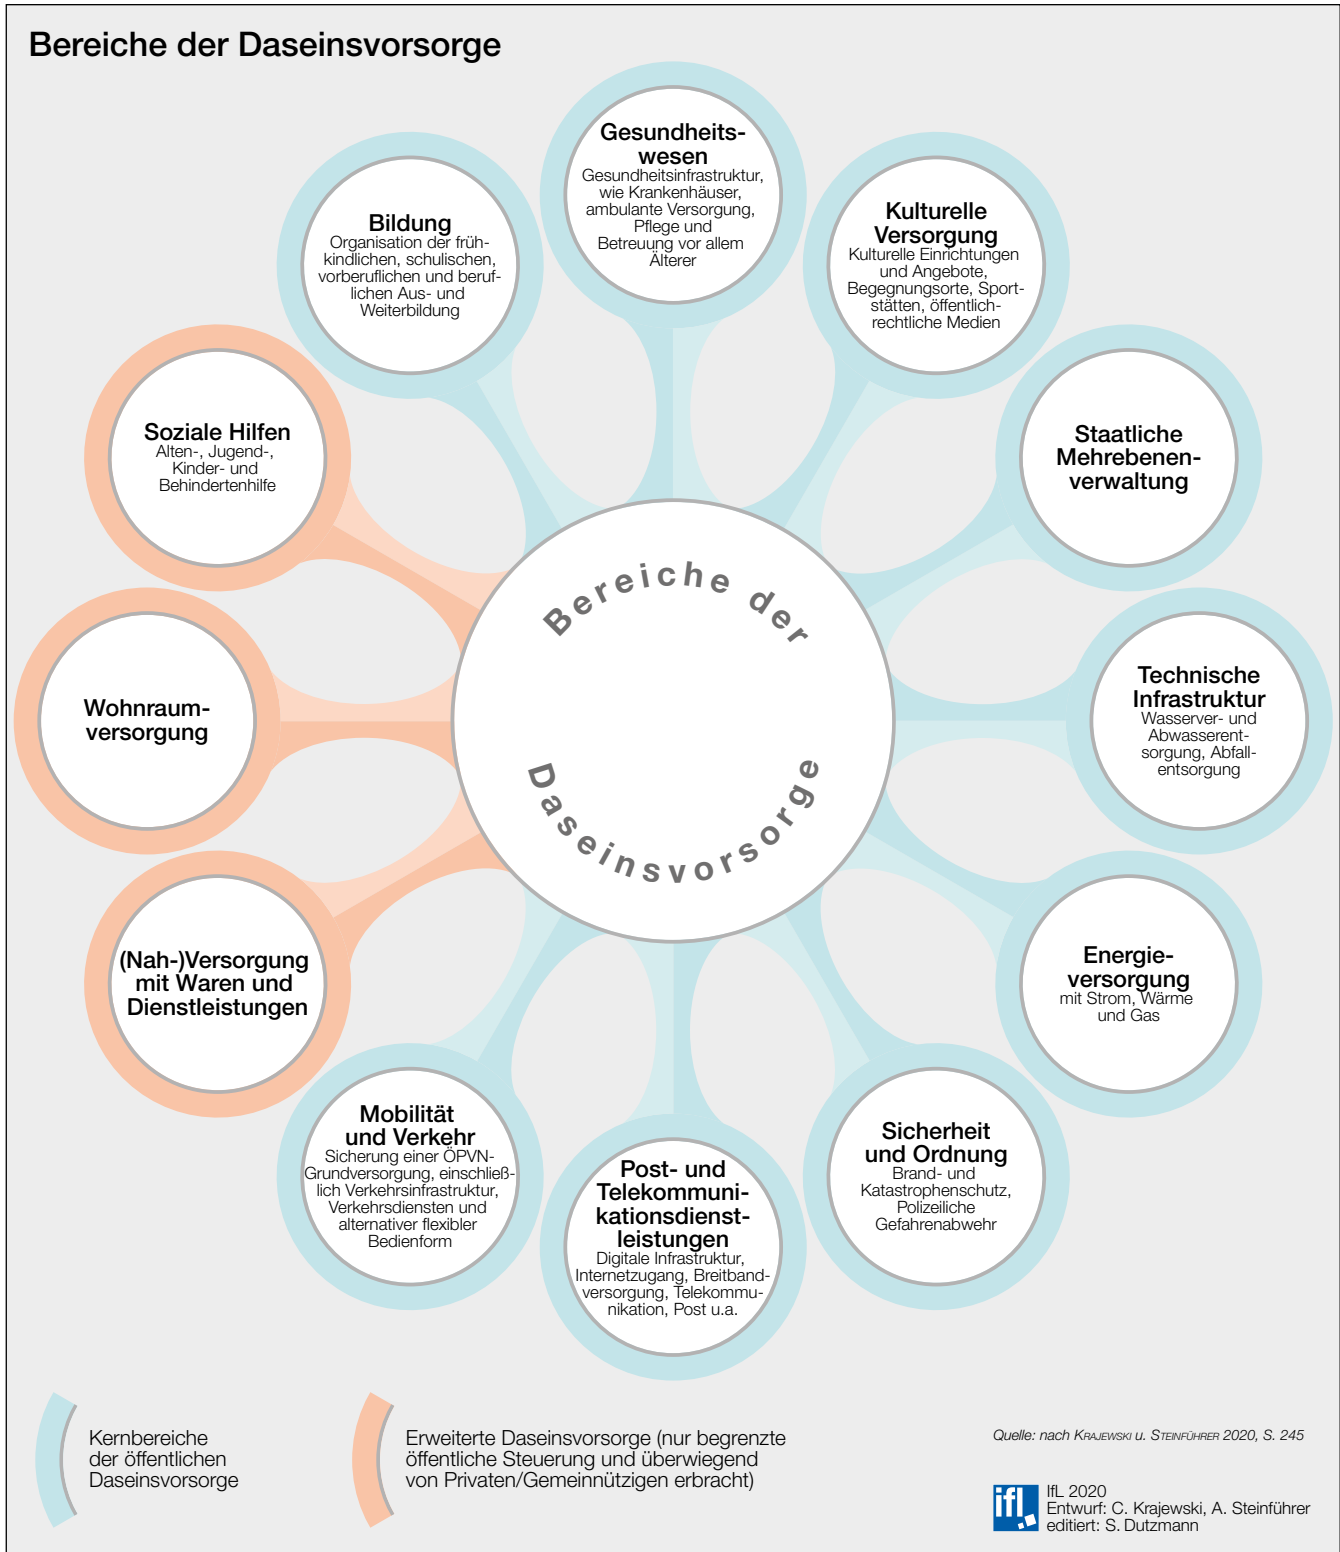 Bereiche der Daseinsvorsorge
Gesundheits-
wesen
Gesundheitsinfrastruktur,
wie Krankenhäuser,
ambulante Versorgung,
Pflege und
Betreuung vor allem
Älterer
Kulturelle
Versorgung
Kulturelle Einrichtungen
und Angebote,
Begegnungsorte, Sport-
stätten, öffentlich-
rechtliche Medien
Staatliche
Mehrebenen-
verwaltung
Technische
Infrastruktur
Wasserver- und
Abwasserent-
sorgung, Abfall-
entsorgung
Energie-
versorgung
mit Strom, Wärme
und Gas
Sicherheit
und Ordnung
Brand- und
Katastrophenschutz,
Polizeiliche
Gefahrenabwehr
Post- und
Telekommuni-
kationsdienst-
leistungen
Digitale Infrastruktur,
Internetzugang, Breitband-
versorgung, Telekommu-
nikation, Post u.a.
Mobilität
und Verkehr
Sicherung einer ÖPVN-
Grundversorgung, einschließ-
lich Verkehrsinfrastruktur,
Verkehrsdiensten und
alternativer flexibler
Bedienform
(Nah-)Versorgung
mit Waren und
Dienstleistungen
Wohnraum-
versorgung
Soziale Hilfen
Alten-, Jugend-,
Kinder- und
Behindertenhilfe
Bildung
Organisation der früh-
kindlichen, schulischen,
vorberuflichen und beruf-
lichen Aus- und
Weiterbildung
Bereiche der
Daseinsvorsorge
Kernbereiche
der öffentlichen
Daseinsvorsorge
Erweiterte Daseinsvorsorge (nur begrenzte
öffentliche Steuerung und überwiegend
von Privaten/Gemeinnützigen erbracht)
Quelle: nach KRAJEWSKI u. STEINFÜHRER 2020, S. 245
ifl
IfL 2020
Entwurf: C. Krajewski, A. Steinführer
editiert: S. Dutzmann